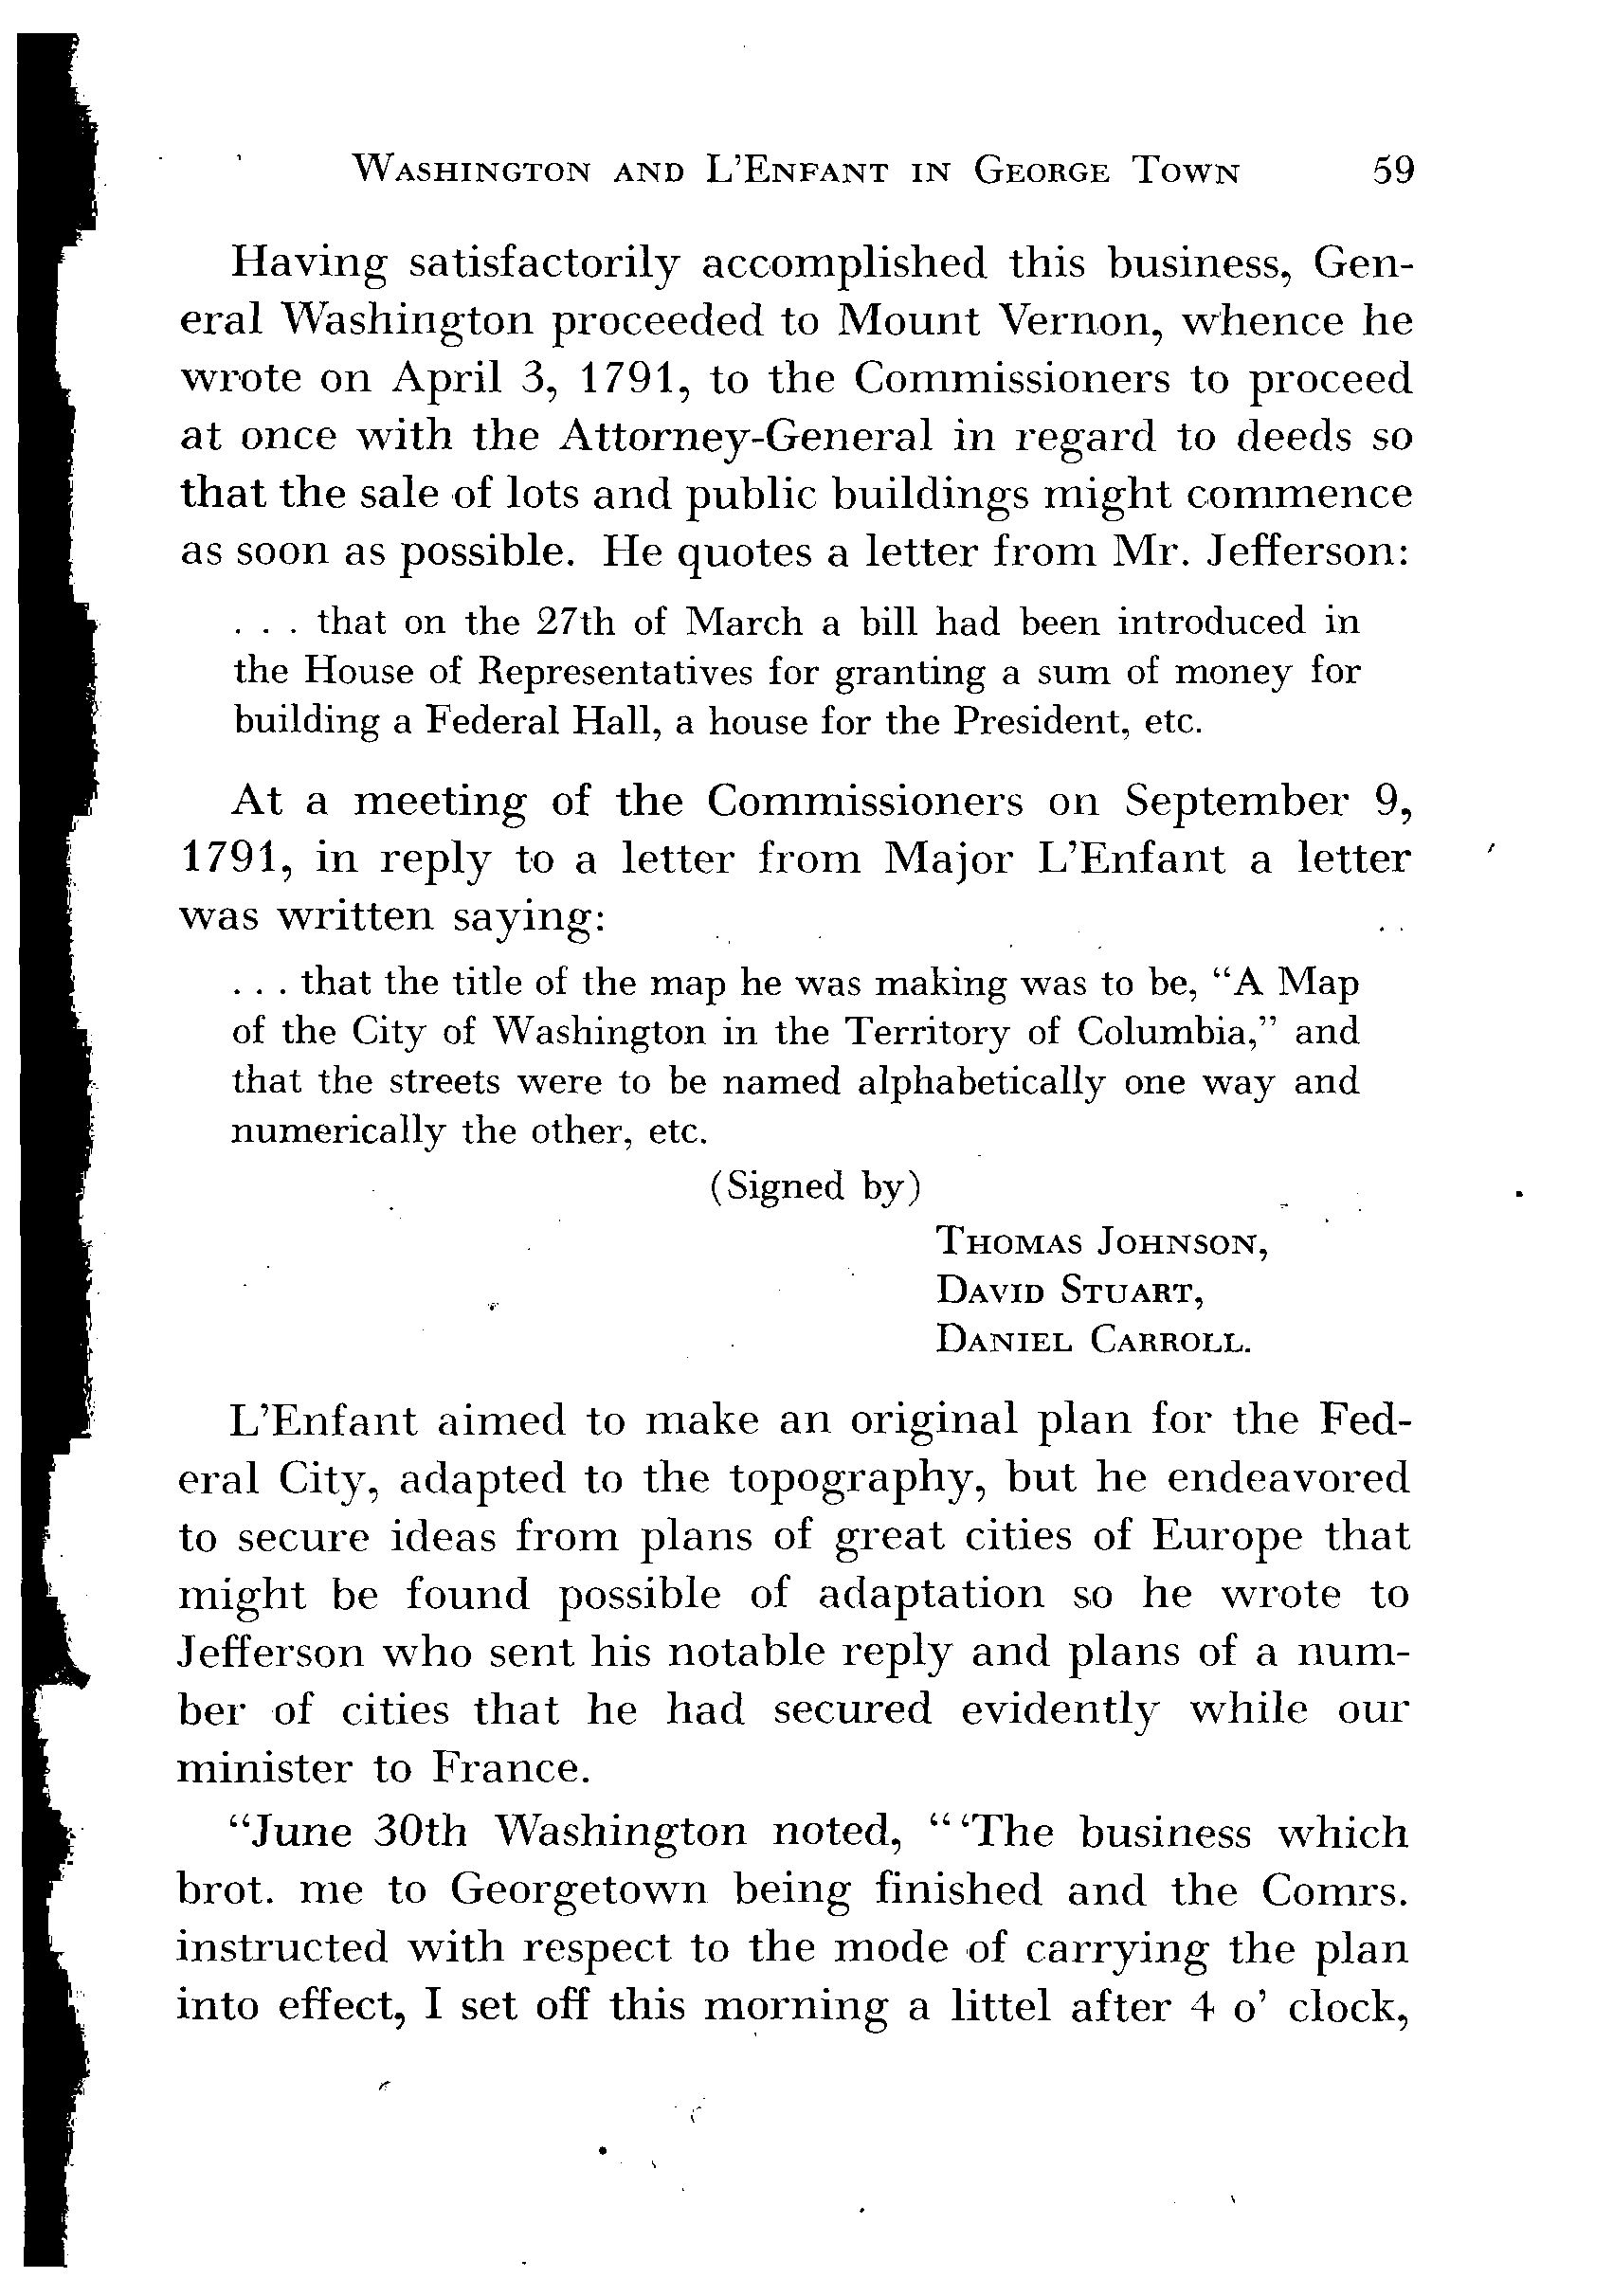 Washington and L'Enfant in George Town 59
Having satisfactorily accomplished this business, Gen-
eral Washington proceeded to Mount Vernon, whence he
wrote on April 3, 1791, to the Commissioners to proceed
at once with the Attorney-General in regard to deeds so
that the sale of lots and public buildings might commence
as soon as possible. He quotes a letter from Mr. Jefferson:
. . . that on the 27th of March a bill had been introduced in
the House of Representatives for granting a sum of money for
building a Federal Hall, a house for the President, etc.
At a meeting of the Commissioners on September 9,
1791, in reply to a letter from Major L'Enfant a letter
was written saying:
. . . that the title of the map he was making was to be, "A Map
of the City of Washington in the Territory of Columbia," and
that the streets were to be named alphabetically one way and
numerically the other, etc.
(Signed by)
Thomas Johnson,
David Stuart,
Daniel Carroll.
L'Enfant aimed to make an original plan for the Fed-
eral City, adapted to the topography, but he endeavored
to secure ideas from plans of great cities of Europe that
might be found possible of adaptation so he wrote to
Jefferson who sent his notable reply and plans of a num-
ber of cities that he had secured evidently while our
minister to France.
"June 30th Washington noted, "'The business which
brot. me to Georgetown being finished and the Comrs.
instructed with respect to the mode of carrying the plan
into effect, I set off this morning a littel after 4 o' clock,